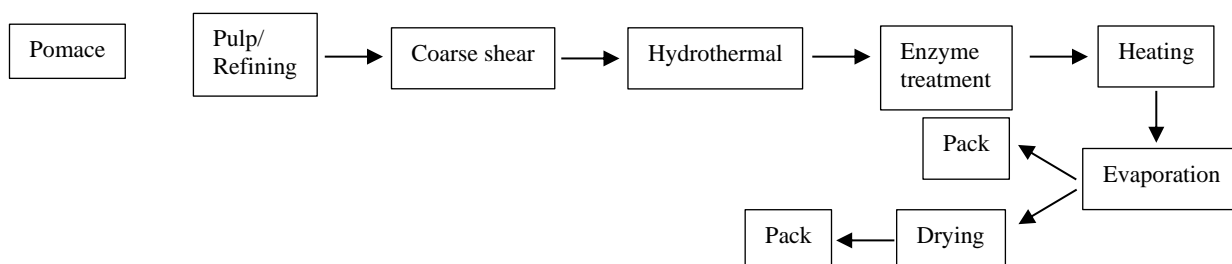 Pomace
Pulp/
Refining
Coarse shear
Hydrothermal
Enzyme
treatment
Heating
Pack
Evaporation
Pack
Drying